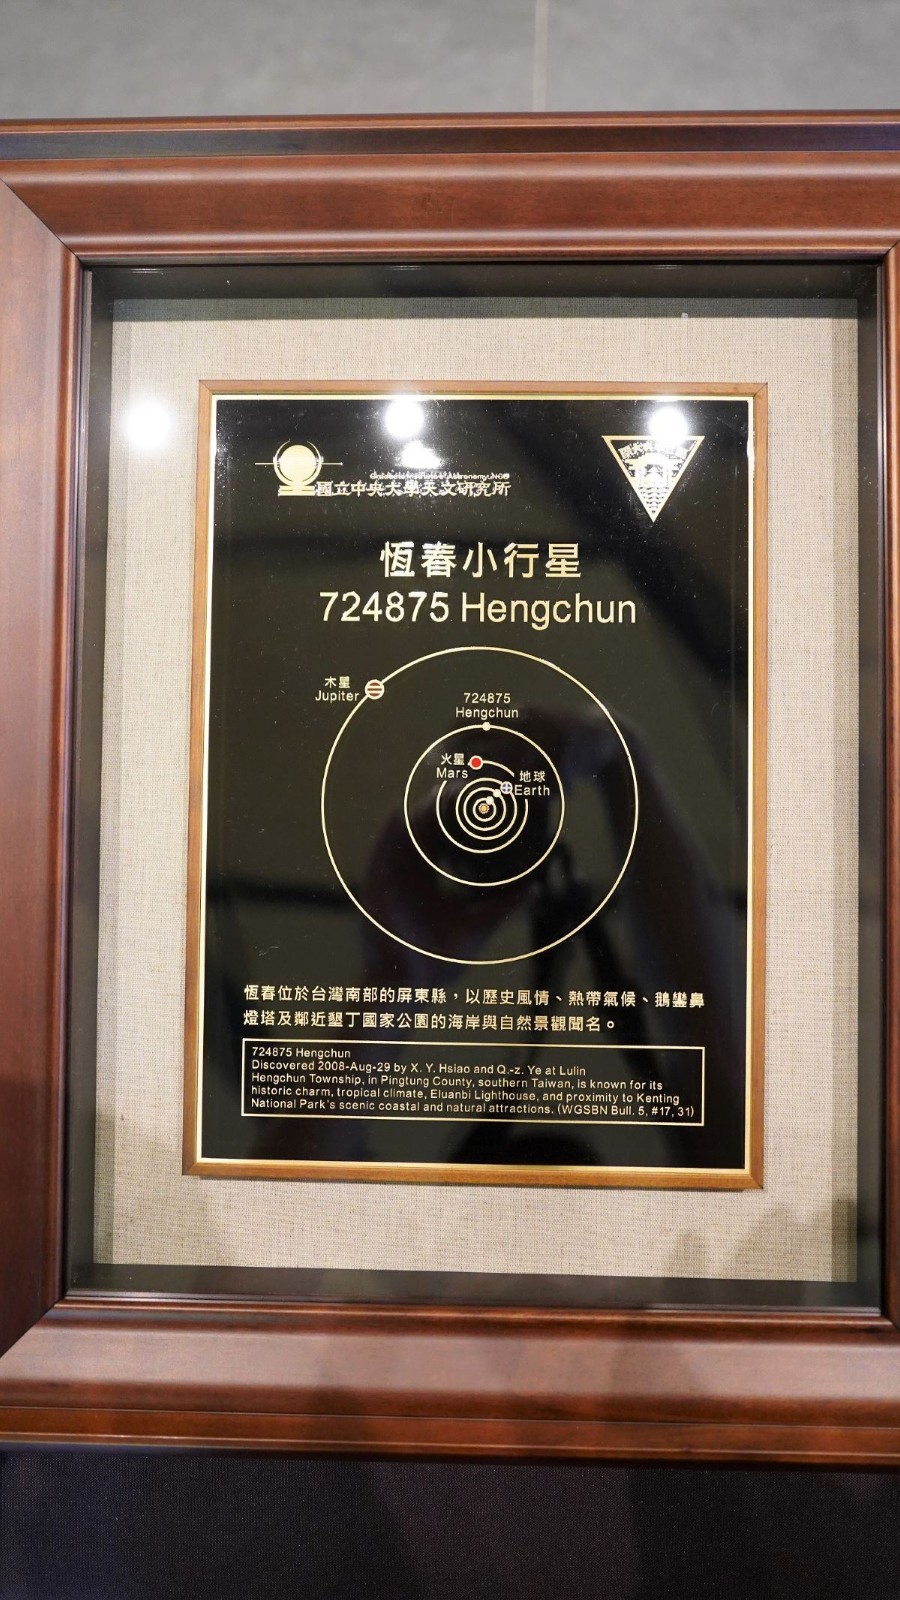 Graduate Institute of Astronomy, NCU
國立中央大學天文研究所
恆春小行星
724875 Hengchun
木星
Jupiter
724875
Hengchun
火星
Mars
地球
Earth
恆春位於台灣南部的屏東縣，以歷史風情、熱帶氣候、鵝鑾鼻
燈塔及鄰近墾丁國家公園的海岸與自然景觀聞名。
724875 Hengchun
Discovered 2008-Aug-29 by X. Y. Hsiao and Q.-z. Ye at Lulin
Hengchun Township, in Pingtung County, southern Taiwan, is known for its
historic charm, tropical climate, Eluanbi Lighthouse, and proximity to Kenting
National Park's scenic coastal and natural attractions. (WGSBN Bull. 5, #17, 31)